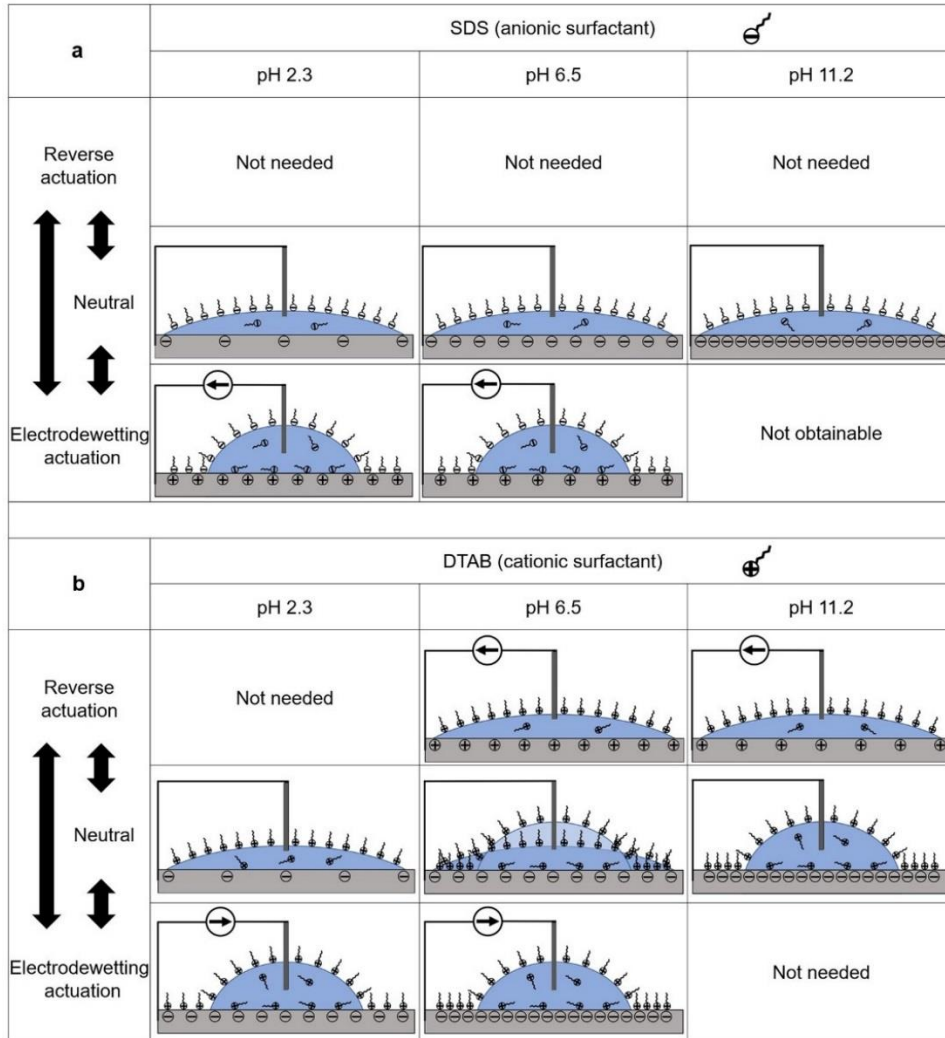 a
SDS (anionic surfactant)
pH 2.3
pH 6.5
pH 11.2
Reverse
actuation
Not needed
Not needed
Not needed
Neutral
Electrodewetting
actuation
Not obtainable
b
DTAB (cationic surfactant)
pH 2.3
pH 6.5
pH 11.2
Reverse
actuation
Not needed
Neutral
Electrodewetting
actuation
Not needed